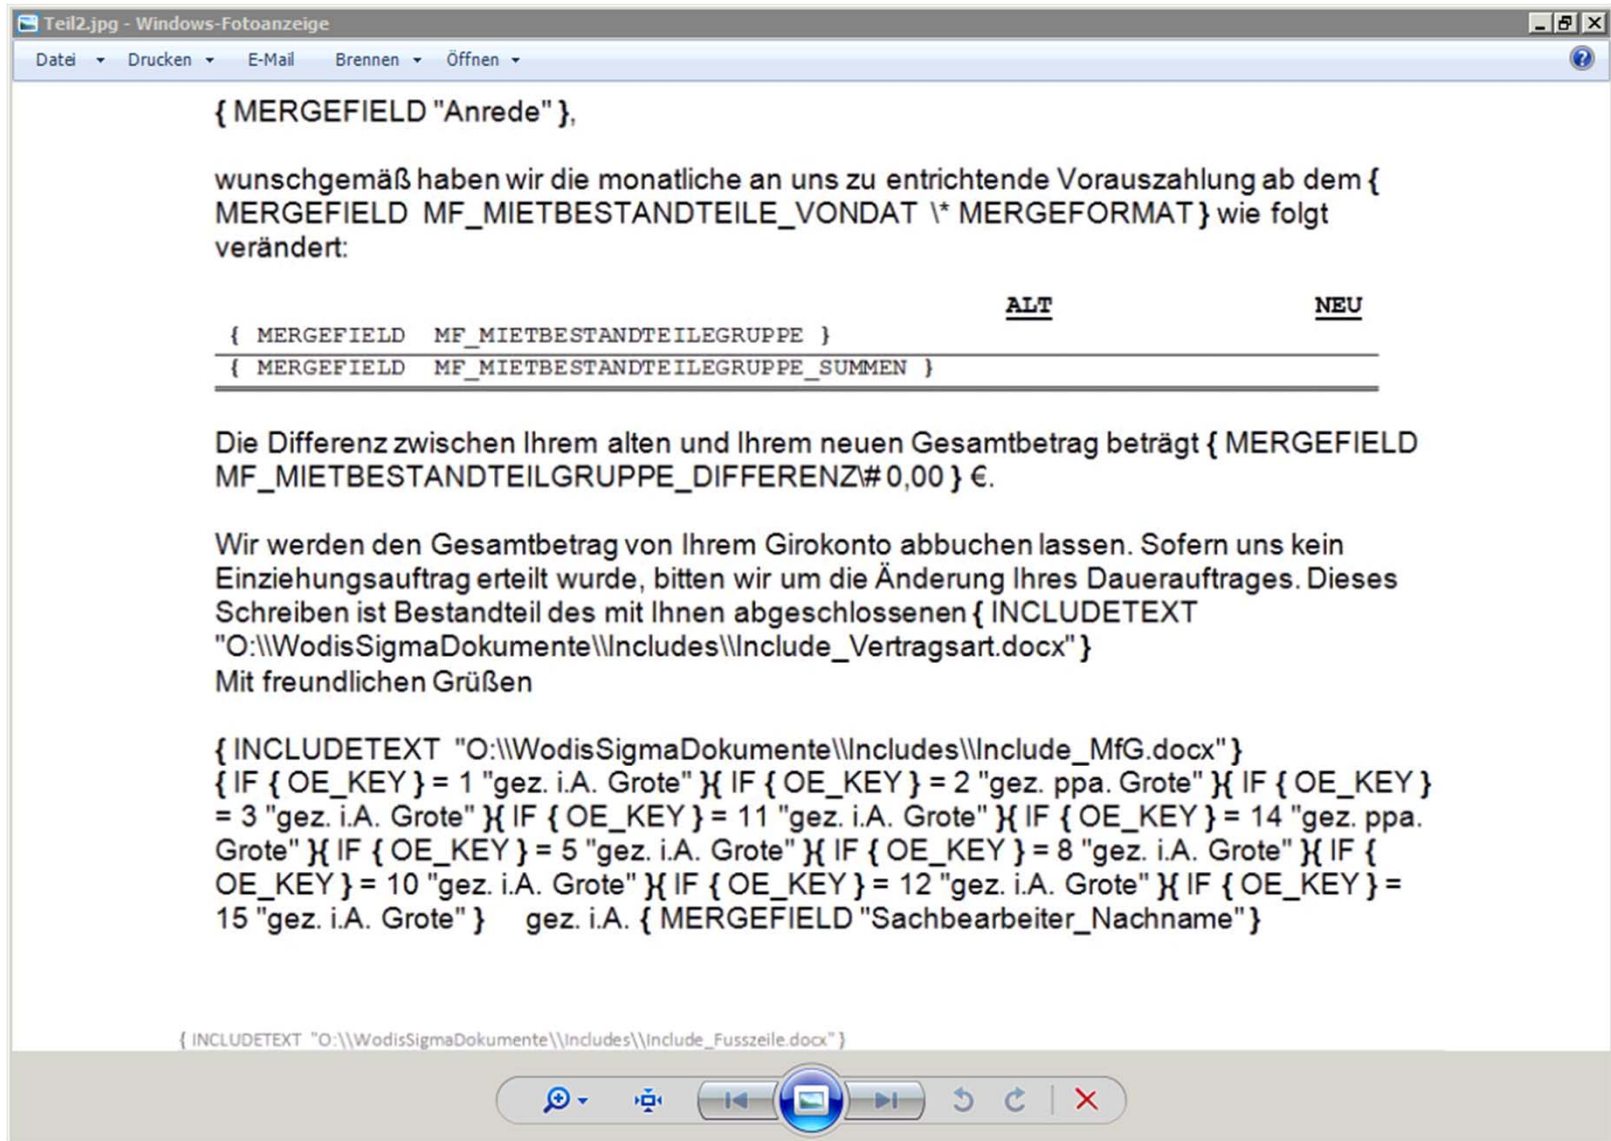 Teil2.jpg - Windows-Fotoanzeige
Datei Drucken E-Mail Brennen Öffnen
{ MERGEFIELD "Anrede" },
wunschgemäß haben wir die monatliche an uns zu entrichtende Vorauszahlung ab dem {
MERGEFIELD MF_MIETBESTANDTEILE_VONDAT \* MERGEFORMAT } wie folgt
verändert:
ALT NEU
{ MERGEFIELD MF_MIETBESTANDTEILEGRUPPE }
{ MERGEFIELD MF_MIETBESTANDTEILEGRUPPE_SUMMEN }
Die Differenz zwischen Ihrem alten und Ihrem neuen Gesamtbetrag beträgt { MERGEFIELD
MF_MIETBESTANDTEILGRUPPE_DIFFERENZ\# 0,00 } €.
Wir werden den Gesamtbetrag von Ihrem Girokonto abbuchen lassen. Sofern uns kein
Einziehungsauftrag erteilt wurde, bitten wir um die Änderung Ihres Dauerauftrages. Dieses
Schreiben ist Bestandteil des mit Ihnen abgeschlossenen { INCLUDETEXT
"O:\\WodisSigmaDokumente\\Includes\\Include_Vertragsart.docx" }
Mit freundlichen Grüßen
{ INCLUDETEXT "O:\\WodisSigmaDokumente\\Includes\\Include_MfG.docx" }
{ IF { OE_KEY } = 1 "gez. i.A. Grote" }{ IF { OE_KEY } = 2 "gez. ppa. Grote" }{ IF { OE_KEY }
= 3 "gez. i.A. Grote" }{ IF { OE_KEY } = 11 "gez. i.A. Grote" }{ IF { OE_KEY } = 14 "gez. ppa.
Grote" }{ IF { OE_KEY } = 5 "gez. i.A. Grote" }{ IF { OE_KEY } = 8 "gez. i.A. Grote" }{ IF {
OE_KEY } = 10 "gez. i.A. Grote" }{ IF { OE_KEY } = 12 "gez. i.A. Grote" }{ IF { OE_KEY } =
15 "gez. i.A. Grote" } gez. i.A. { MERGEFIELD "Sachbearbeiter_Nachname" }
{ INCLUDETEXT "O:\\WodisSigmaDokumente\\Includes\\Include_Fusszeile.docx" }